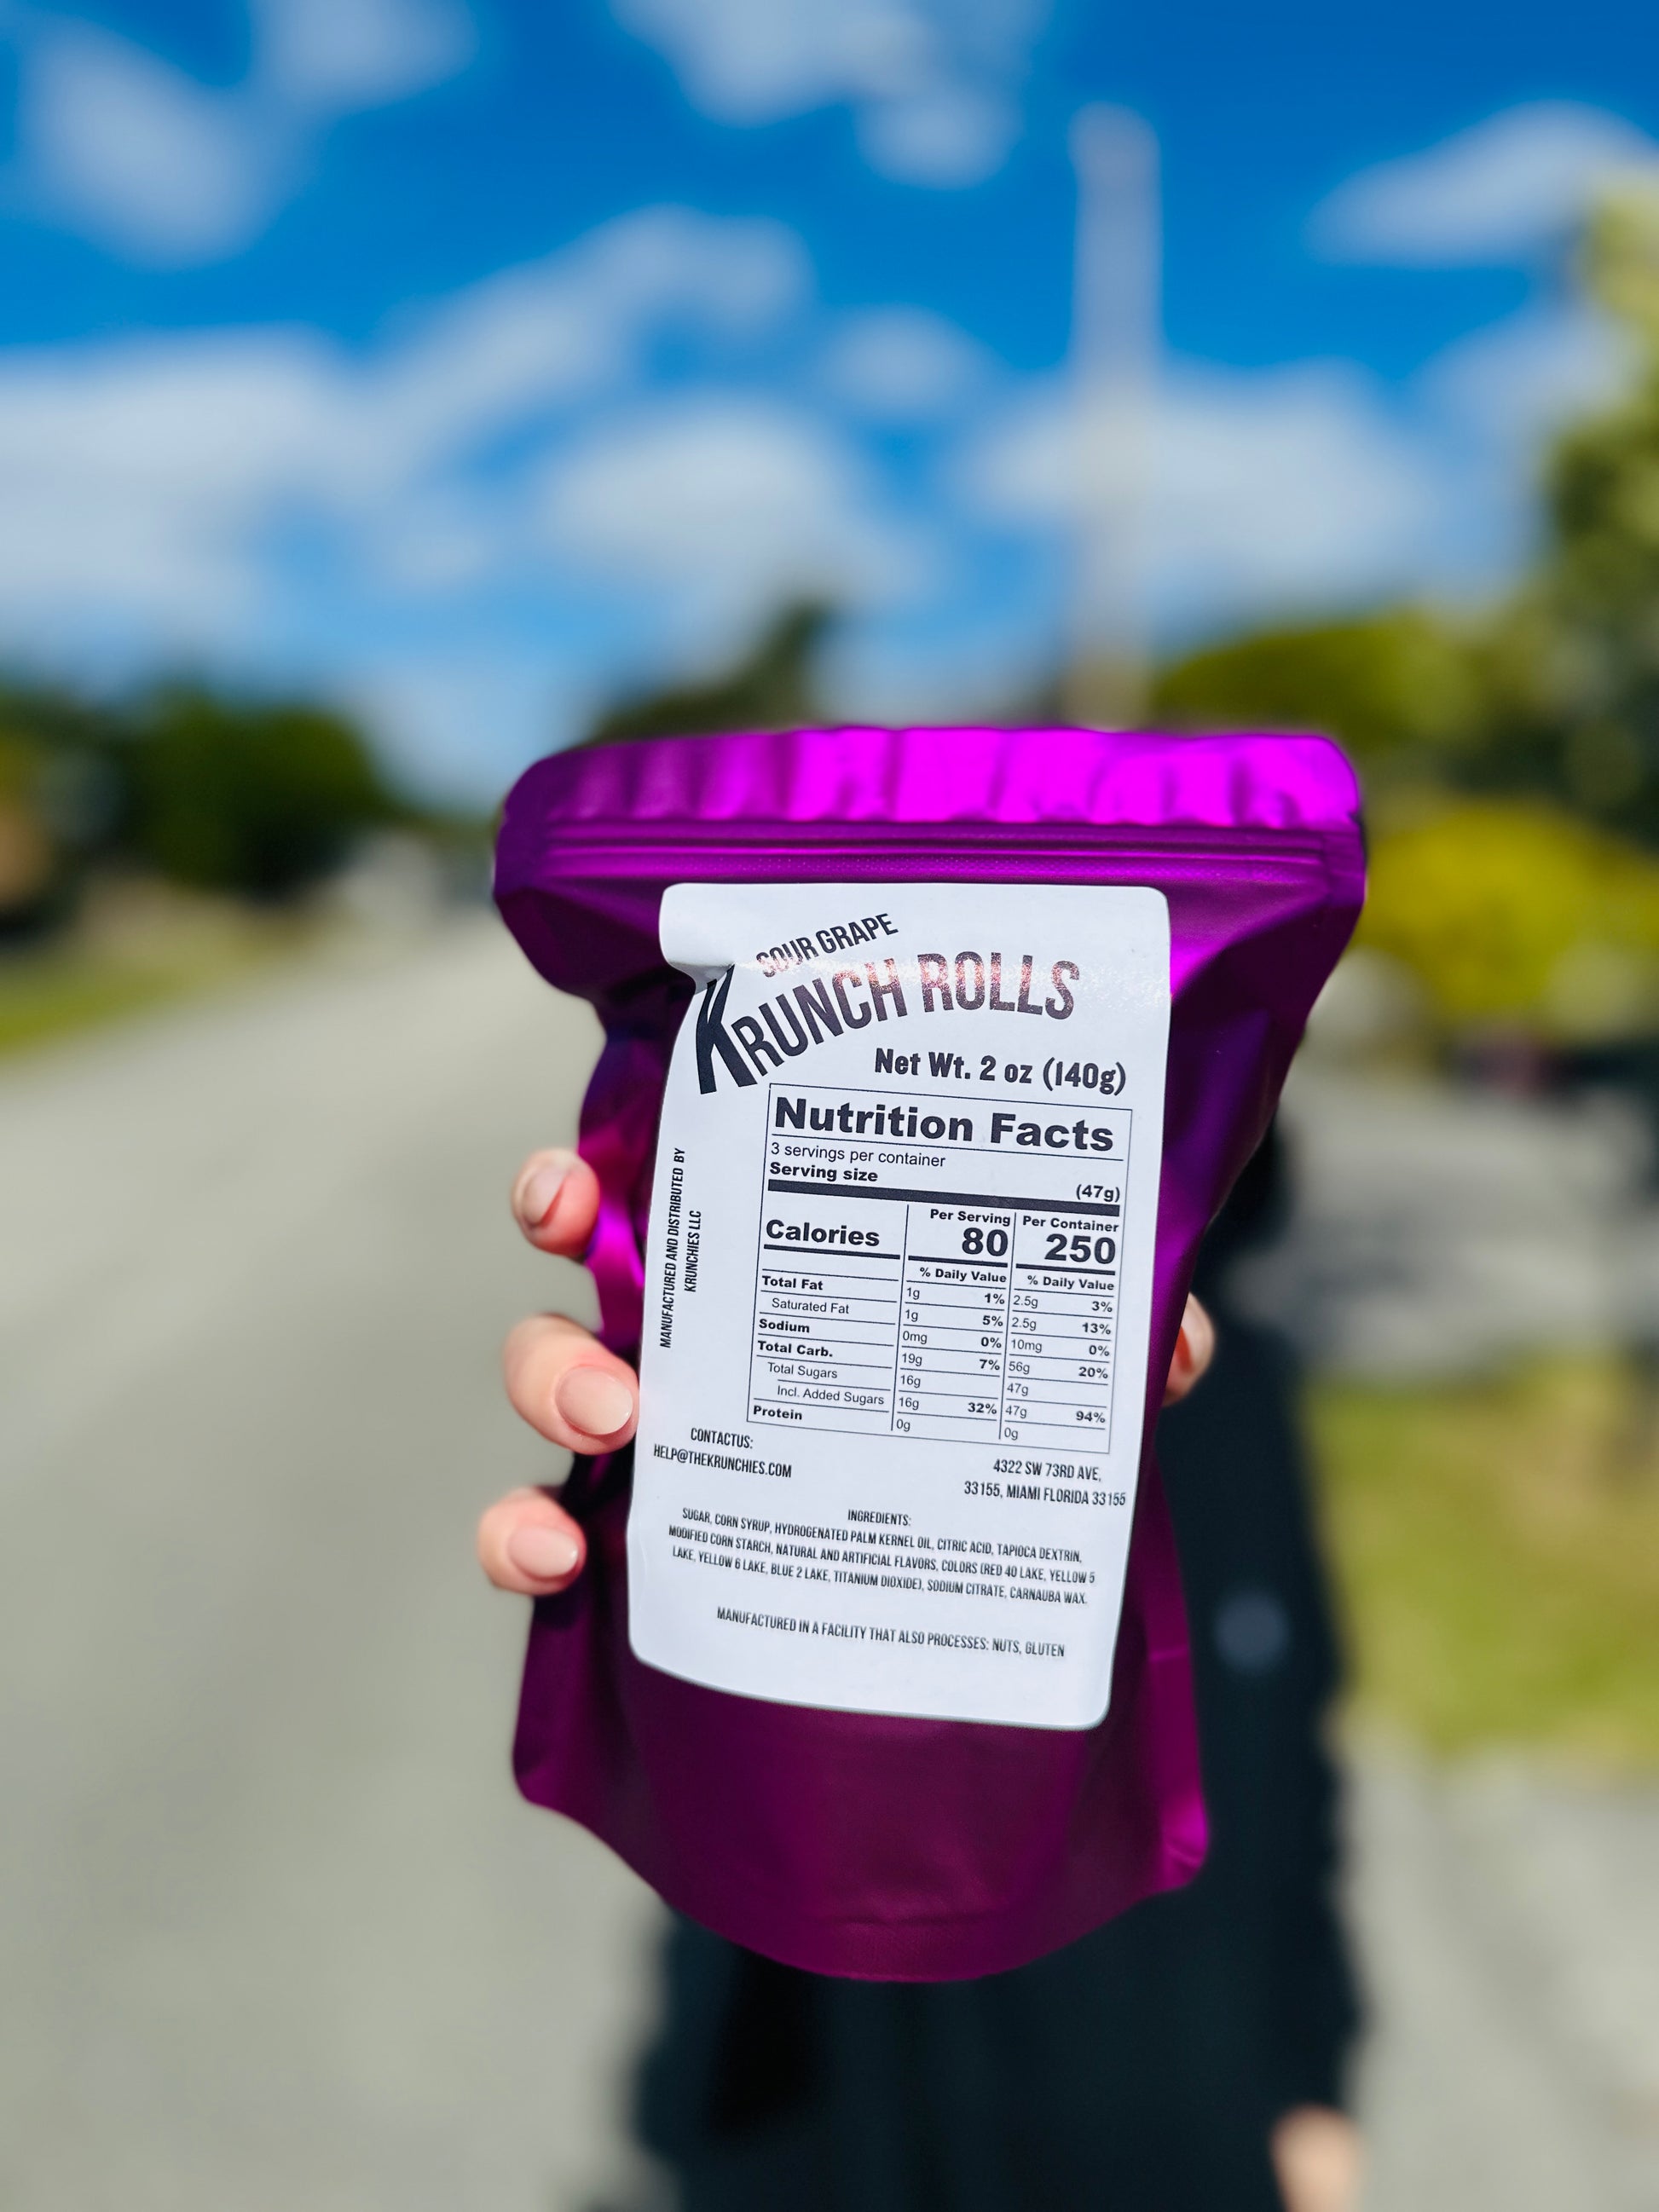 SOUR GRAPE
KRUNCH ROLLS
Net Wt. 2 oz (140g)
Nutrition Facts
3 servings per container
Serving size (47g)
Per Serving Per Container
Calories 80 250
% Daily Value % Daily Value
Total Fat 1g 1% 2.5g 3%
Saturated Fat 1g 5% 2.5g 13%
Sodium 0mg 0% 10mg 0%
Total Carb. 19g 7% 56g 20%
Total Sugars 16g 47g
Incl. Added Sugars 16g 32% 47g 94%
Protein 0g 0g
MANUFACTURED AND DISTRIBUTED BY
KRUNCHIES LLC
CONTACTUS:
HELP@THEKRUNCHIES.COM
4322 SW 73RD AVE,
33155, MIAMI FLORIDA 33155
INGREDIENTS:
SUGAR, CORN SYRUP, HYDROGENATED PALM KERNEL OIL, CITRIC ACID, TAPIOCA DEXTRIN,
MODIFIED CORN STARCH, NATURAL AND ARTIFICIAL FLAVORS, COLORS (RED 40 LAKE, YELLOW 5
LAKE, YELLOW 6 LAKE, BLUE 2 LAKE, TITANIUM DIOXIDE), SODIUM CITRATE, CARNAUBA WAX.
MANUFACTURED IN A FACILITY THAT ALSO PROCESSES: NUTS, GLUTEN